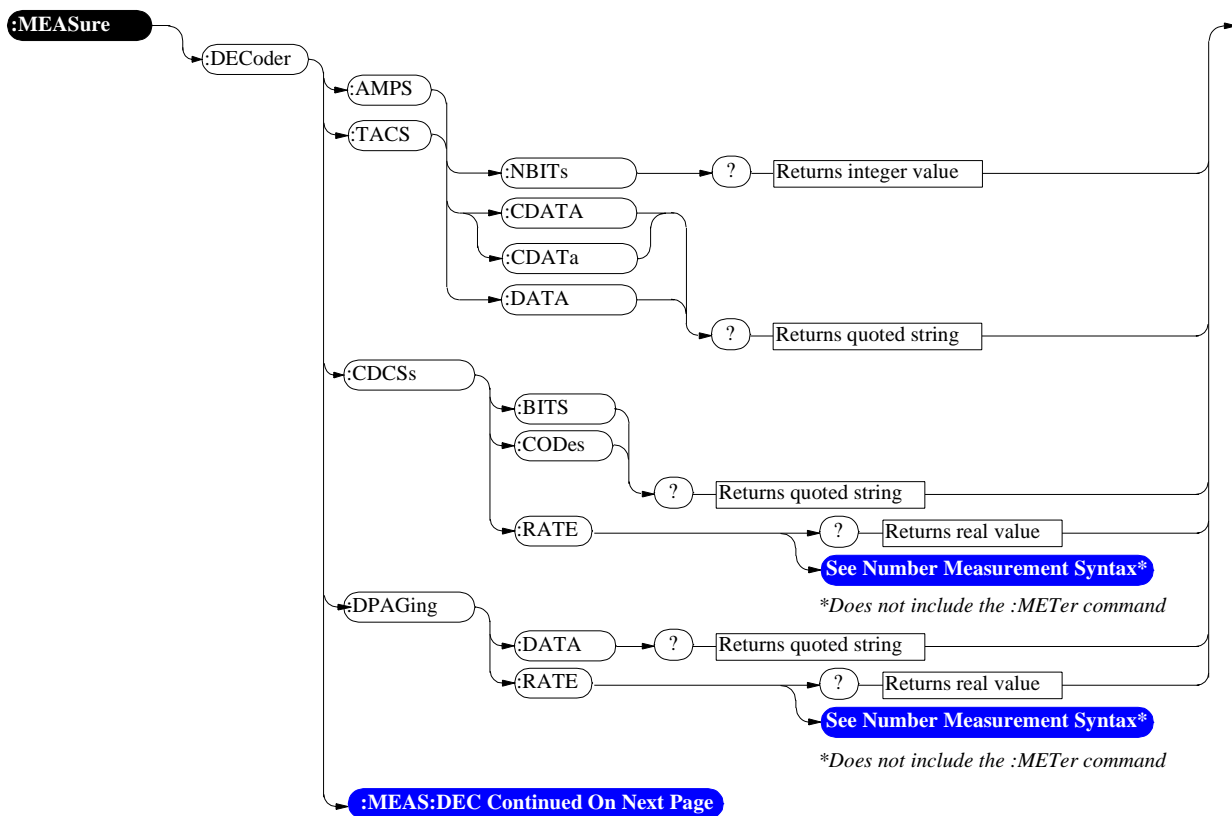 :MEASure
:DECoder
:AMPS
:TACS
:NBITs ? Returns integer value
:CDATA
:CDATa
:DATA
? Returns quoted string
:CDCSs
:BITS
:CODes
? Returns quoted string
:RATE ? Returns real value
See Number Measurement Syntax*
*Does not include the :METer command
:DPAGing
:DATA ? Returns quoted string
:RATE ? Returns real value
See Number Measurement Syntax*
*Does not include the :METer command
:MEAS:DEC Continued On Next Page